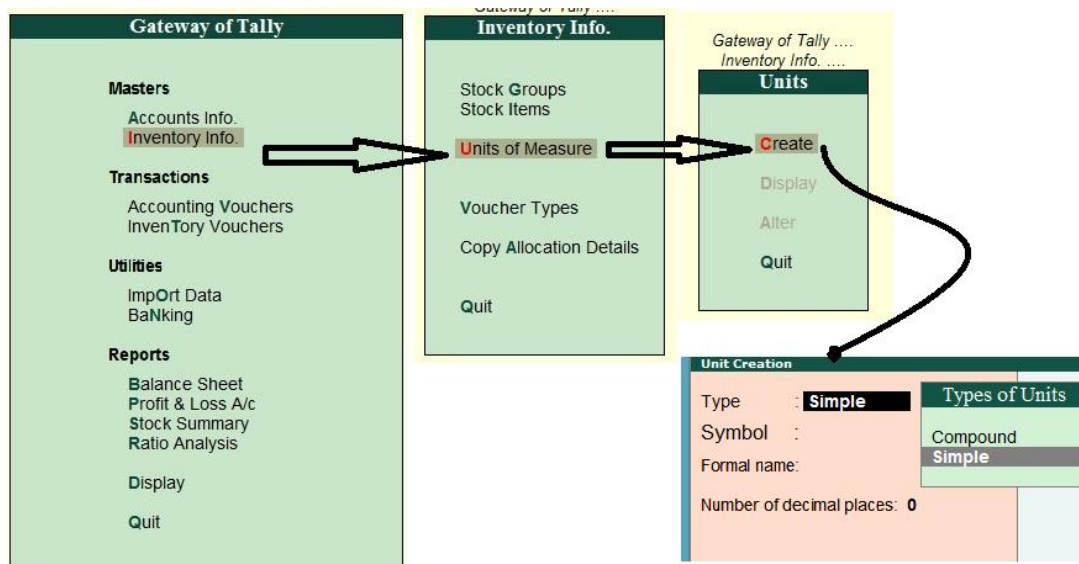 Gateway of Tally
Masters
Accounts Info.
Inventory Info.
Transactions
Accounting Vouchers
InvenTory Vouchers
Utilities
ImpOrt Data
BaNking
Reports
Balance Sheet
Profit & Loss A/c
Stock Summary
Ratio Analysis
Display
Quit
Gateway of Tally ....
Inventory Info.
Stock Groups
Stock Items
Units of Measure
Voucher Types
Copy Allocation Details
Quit
Gateway of Tally ....
Inventory Info. ....
Units
Create
Display
Alter
Quit
Unit Creation
Type : Simple
Symbol :
Formal name:
Number of decimal places: 0
Types of Units
Compound
Simple